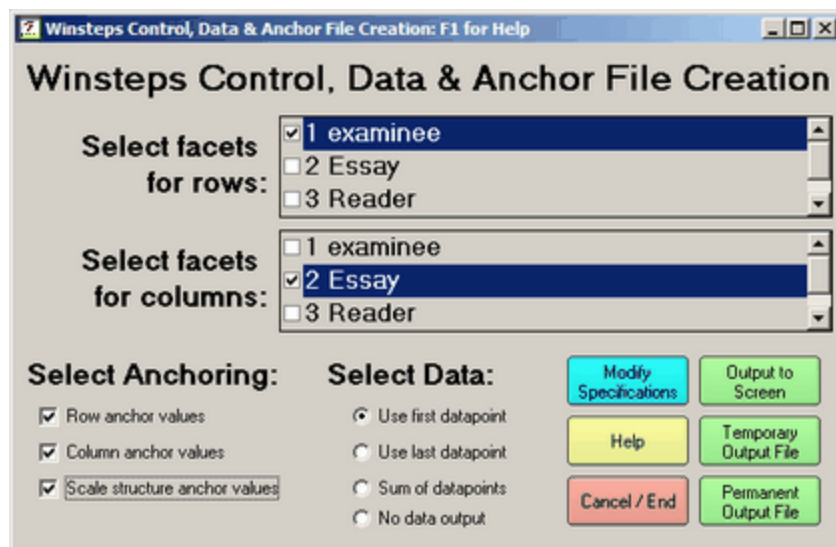 Winsteps Control, Data & Anchor File Creation: F1 for Help
Winsteps Control, Data & Anchor File Creation
Select facets
for rows:
1 examinee
2 Essay
3 Reader
Select facets
for columns:
1 examinee
2 Essay
3 Reader
Select Anchoring:
Row anchor values
Column anchor values
Scale structure anchor values
Select Data:
Use first datapoint
Use last datapoint
Sum of datapoints
No data output
Modify
Specifications
Output to
Screen
Help
Temporary
Output File
Cancel / End
Permanent
Output File